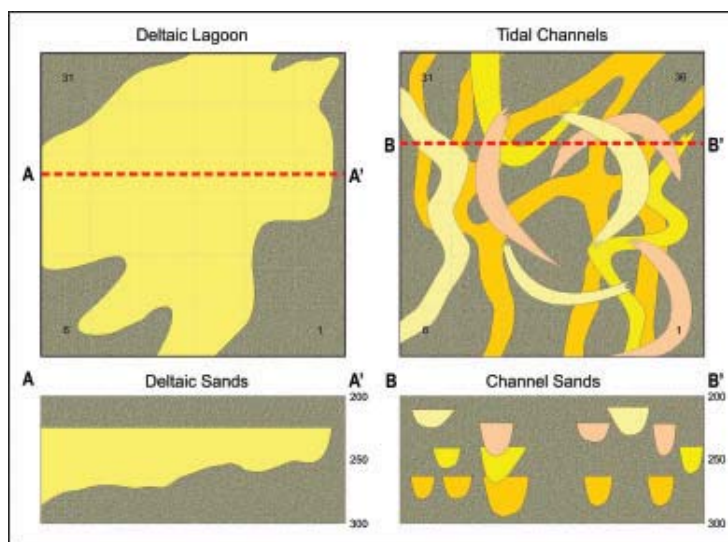 Deltaic Lagoon
Tidal Channels
31
31
36
A
A'
B
B'
6
1
6
1
A
Deltaic Sands
A'
B
Channel Sands
B'
200
200
250
250
300
300